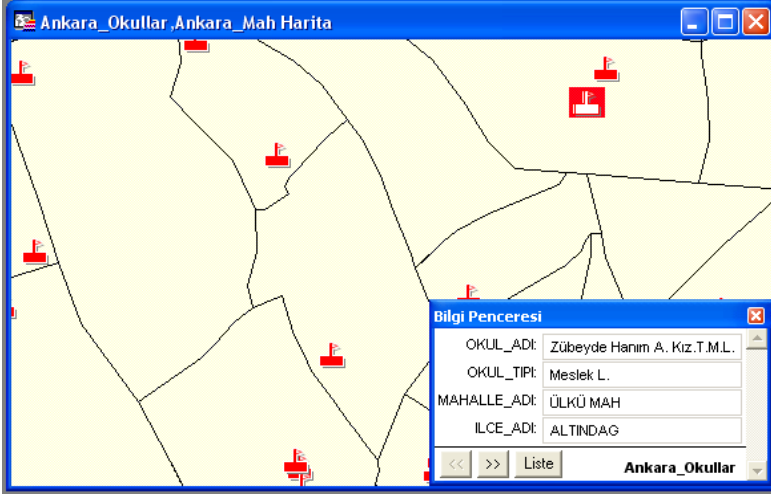 Ankara_Okullar ,Ankara_Mah Harita
Bilgi Penceresi
OKUL_ADI: Zübeyde Hanım A. Kız.T.M.L.
OKUL_TIPI: Meslek L.
MAHALLE_ADI: ÜLKÜ MAH
ILCE_ADI: ALTINDAG
<< >> Liste Ankara_Okullar